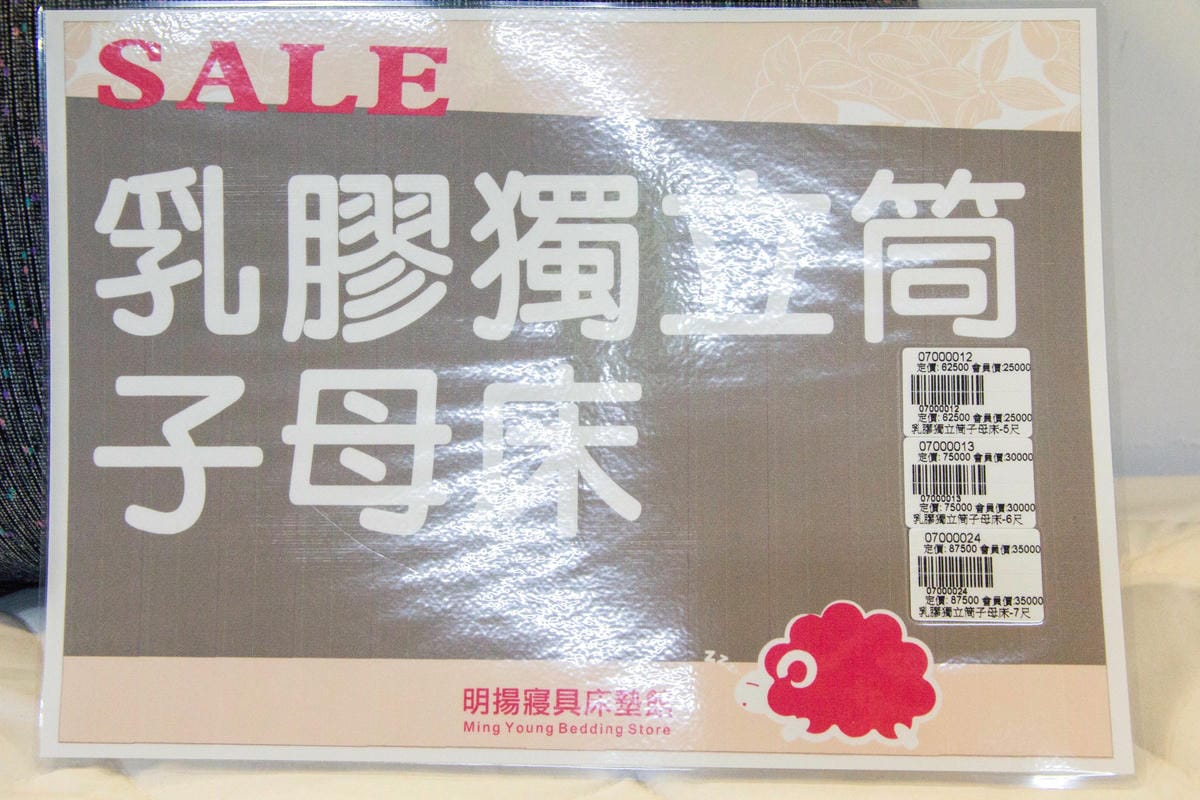 SALE
乳膠獨立筒
子母床
07000012
定價: 62500 會員價:25000
07000012
定價: 62500 會員價:25000
乳膠獨立筒子母床-5尺
07000013
定價: 75000 會員價:30000
07000013
定價: 75000 會員價:30000
乳膠獨立筒子母床-6尺
07000024
定價: 87500 會員價:35000
07000024
定價: 87500 會員價:35000
乳膠獨立筒子母床-7尺
zz
明揚寢具床墊館
Ming Young Bedding Store